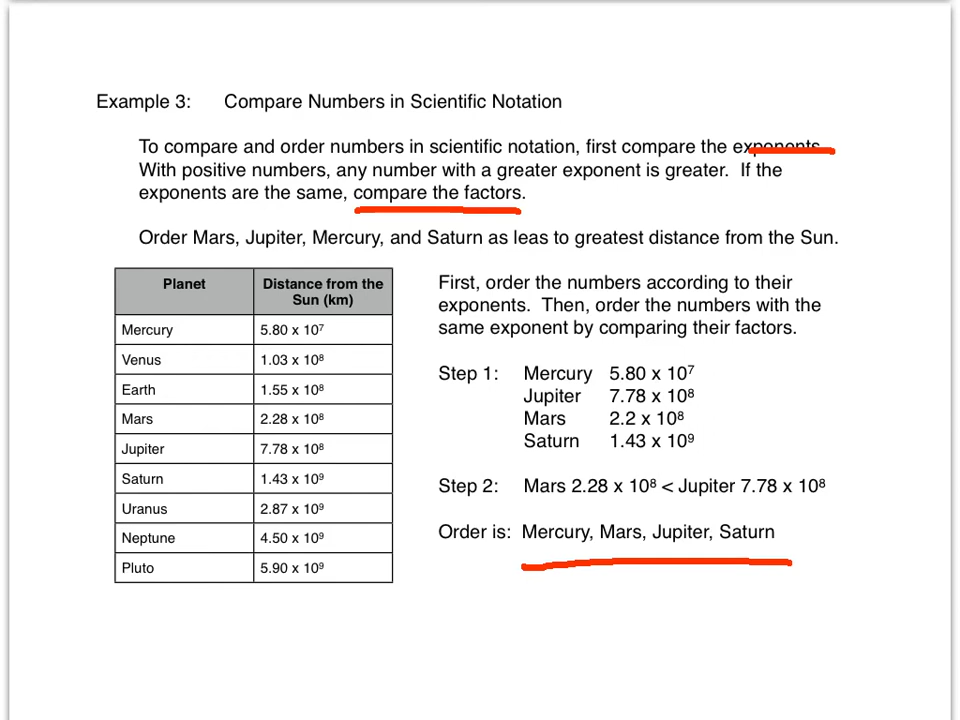 Example 3: Compare Numbers in Scientific Notation
To compare and order numbers in scientific notation, first compare the exponents.
With positive numbers, any number with a greater exponent is greater. If the
exponents are the same, compare the factors.
Order Mars, Jupiter, Mercury, and Saturn as leas to greatest distance from the Sun.
Planet Distance from the
Sun (km)
Mercury 5.80 x 10⁷
Venus 1.03 x 10⁸
Earth 1.55 x 10⁸
Mars 2.28 x 10⁸
Jupiter 7.78 x 10⁸
Saturn 1.43 x 10⁹
Uranus 2.87 x 10⁹
Neptune 4.50 x 10⁹
Pluto 5.90 x 10⁹
First, order the numbers according to their
exponents. Then, order the numbers with the
same exponent by comparing their factors.
Step 1: Mercury 5.80 x 10⁷
Jupiter 7.78 x 10⁸
Mars 2.2 x 10⁸
Saturn 1.43 x 10⁹
Step 2: Mars 2.28 x 10⁸ < Jupiter 7.78 x 10⁸
Order is: Mercury, Mars, Jupiter, Saturn